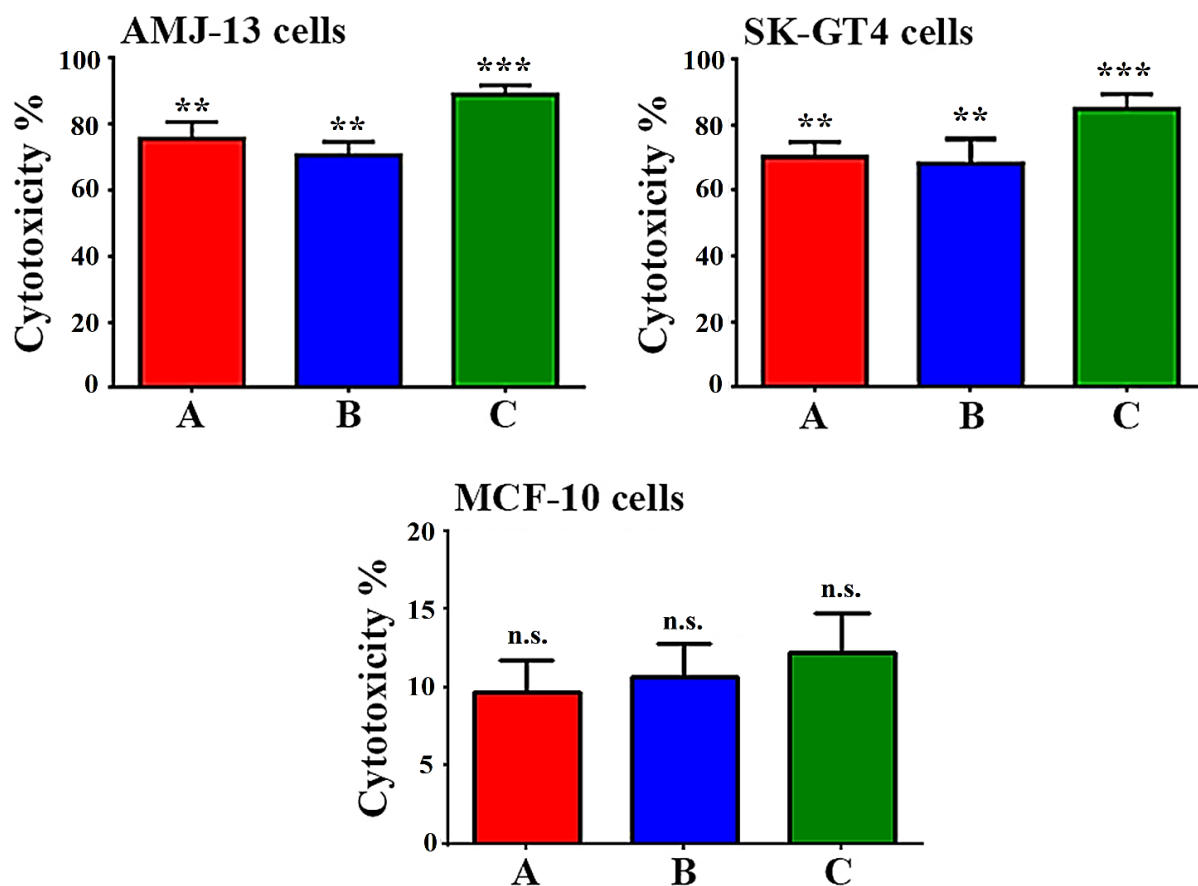 AMJ-13 cells
Cytotoxicity %
100
80
60
40
20
0
**
**
***
A
B
C
SK-GT4 cells
Cytotoxicity %
100
80
60
40
20
0
**
**
***
A
B
C
MCF-10 cells
Cytotoxicity %
20
15
10
5
0
n.s.
n.s.
n.s.
A
B
C